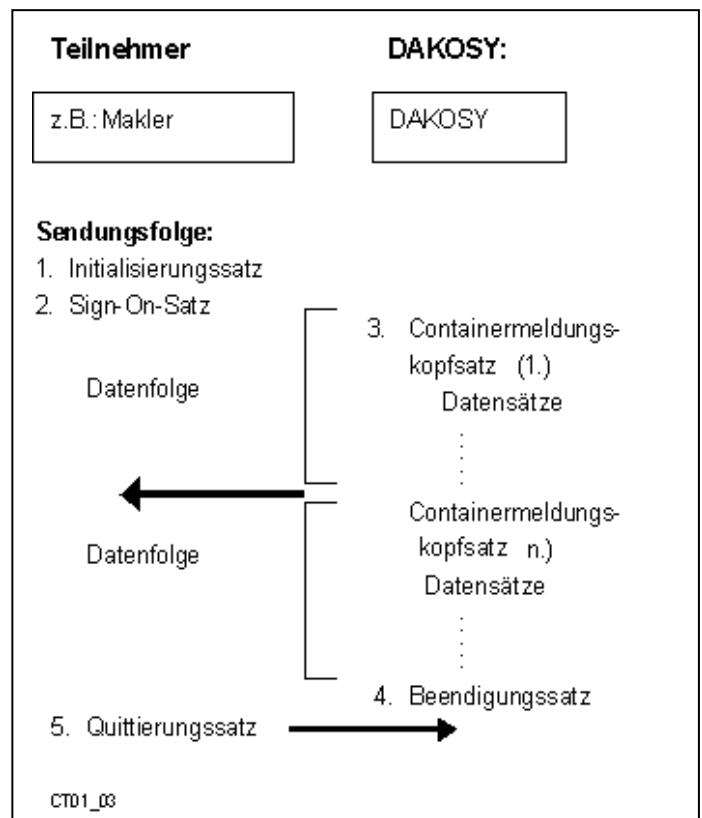 Teilnehmer DAKOSY:
z.B.: Makler DAKOSY
Sendungsfolge:
1. Initialisierungssatz
2. Sign-On-Satz
3. Containermeldungs-
kopfsatz (1.)
Datenfolge
Datensätze
Containermeldungs-
kopfsatz n.)
Datenfolge
Datensätze
4. Beendigungssatz
5. Quittierungssatz
CT01_03